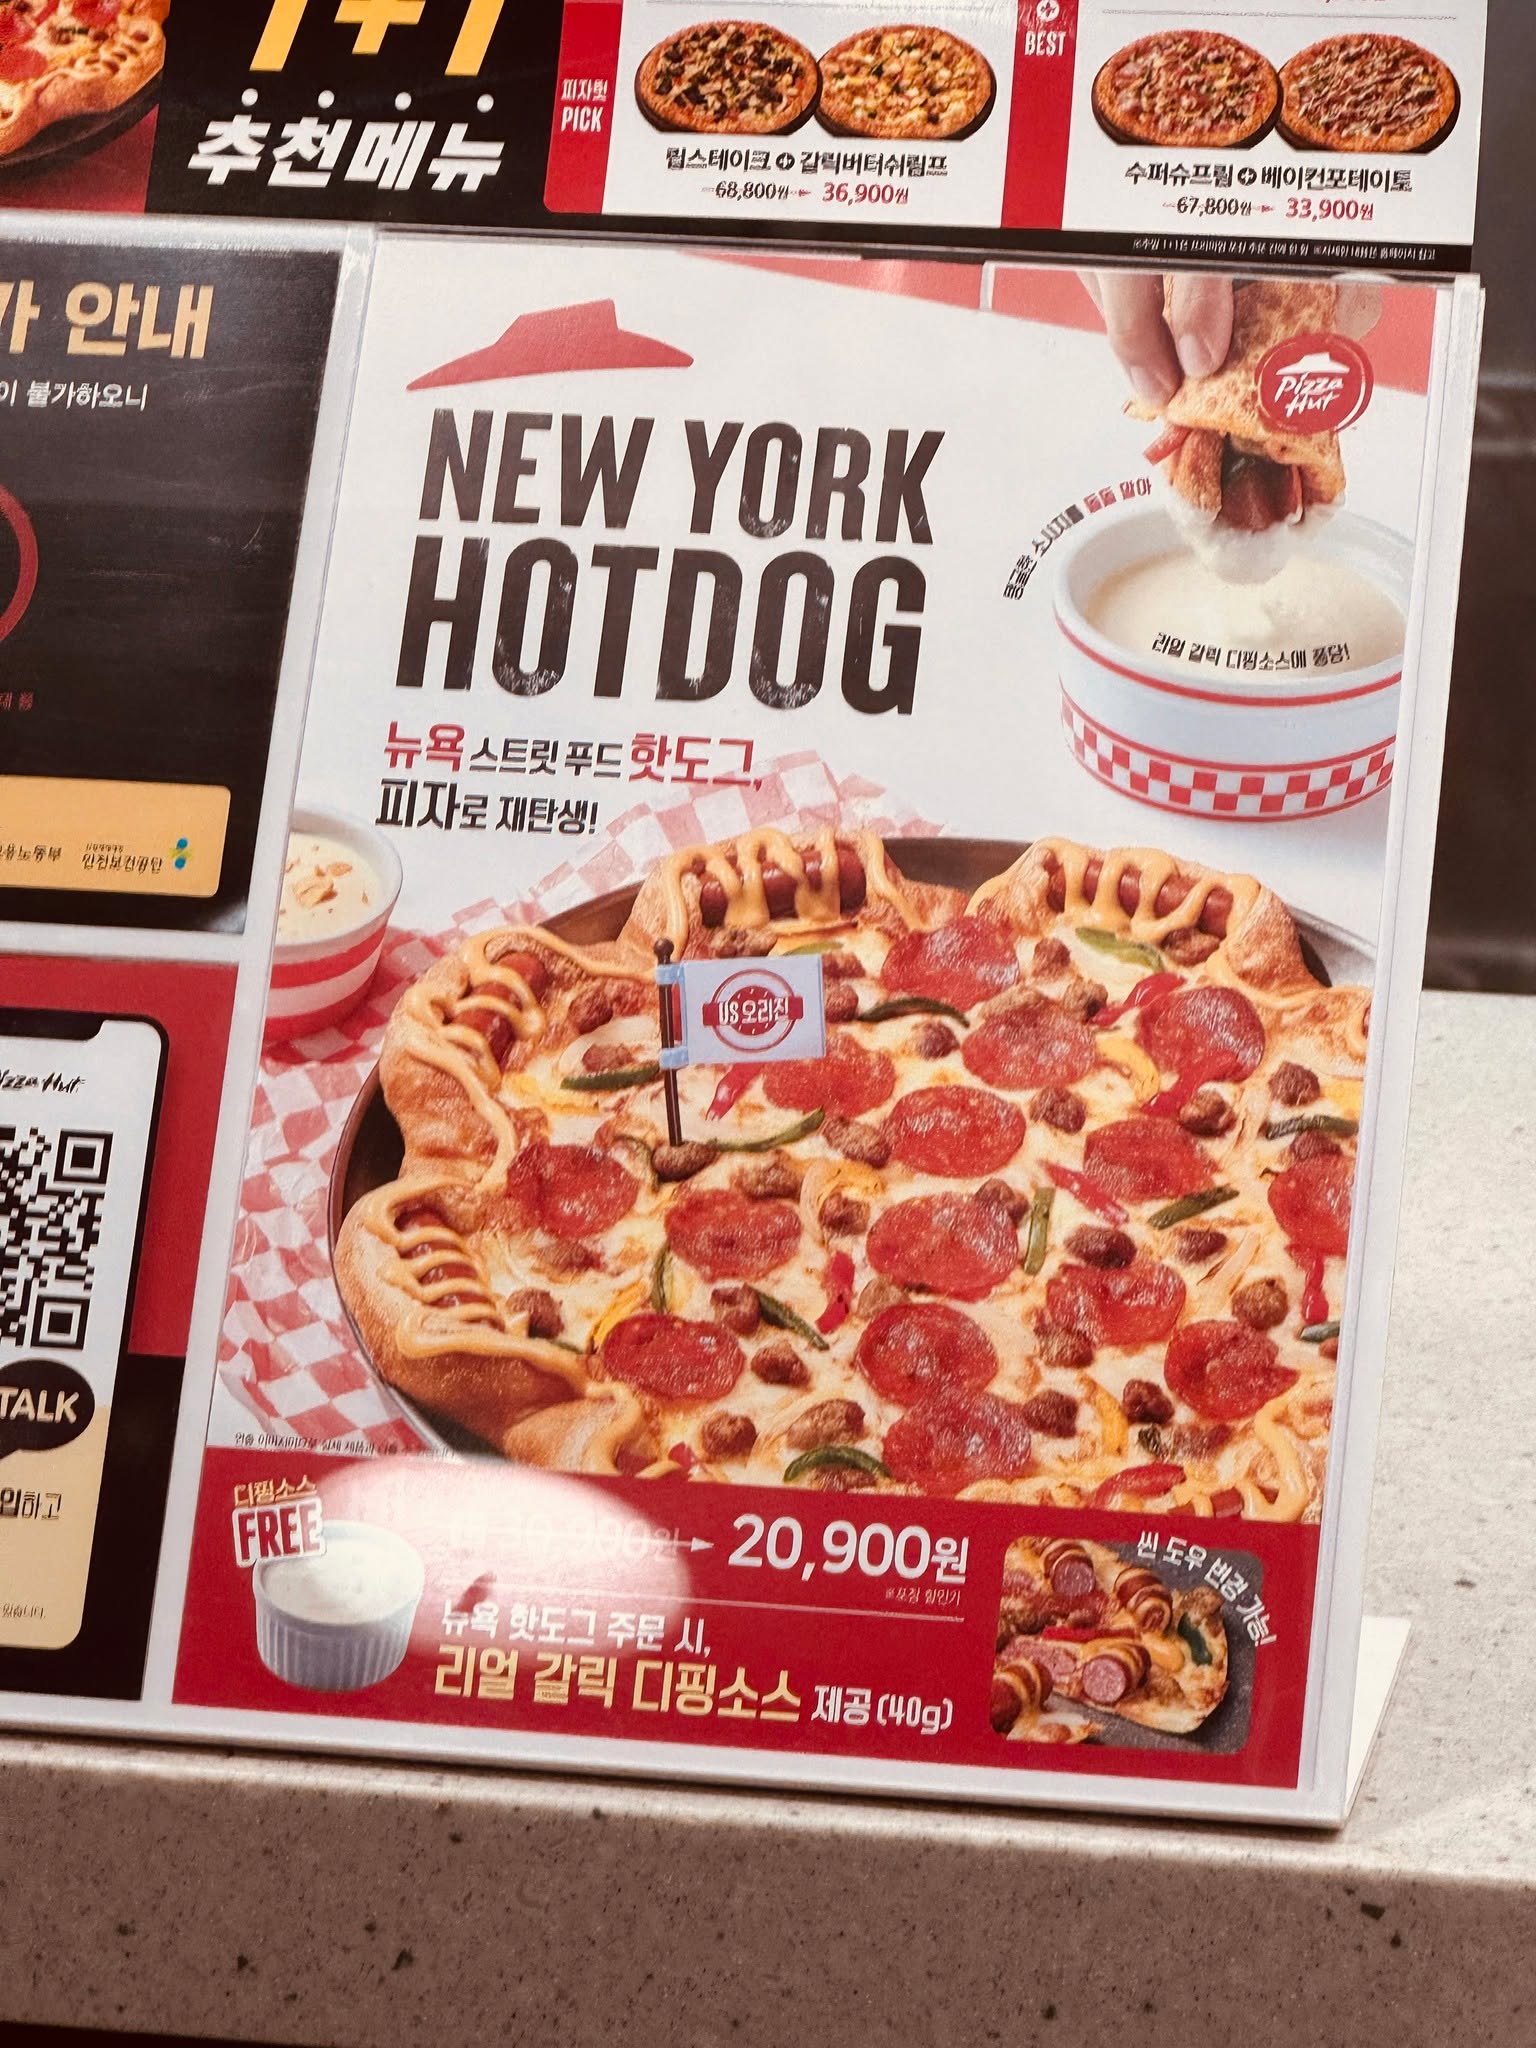 1+1
추천메뉴
피자헛
PICK
립스테이크 + 갈릭버터쉬림프
68,800원 36,900원
BEST
수퍼슈프림 + 베이컨포테이토
67,800원 33,900원
안내
불가하오니
TALK
NEW YORK
HOTDOG
뉴욕 스트릿 푸드 핫도그,
피자로 재탄생!
Pizza
Hut
리얼 갈릭 디핑소스에 퐁당!
US 오리진
디핑소스
FREE
20,900원
※포장 할인가
뉴욕 핫도그 주문 시,
리얼 갈릭 디핑소스 제공(40g)
씬 도우 변경 가능!